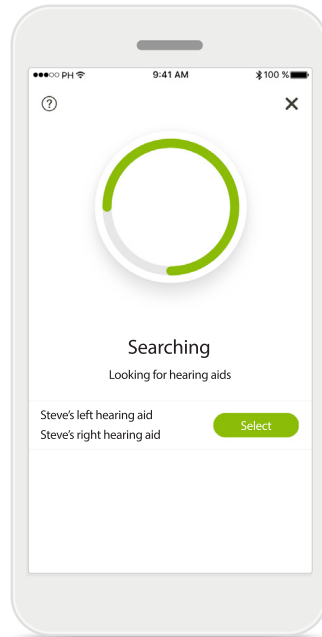 ●●●○○ PH 9:41 AM 100 %
?
Searching
Looking for hearing aids
Steve's left hearing aid
Steve's right hearing aid
Select